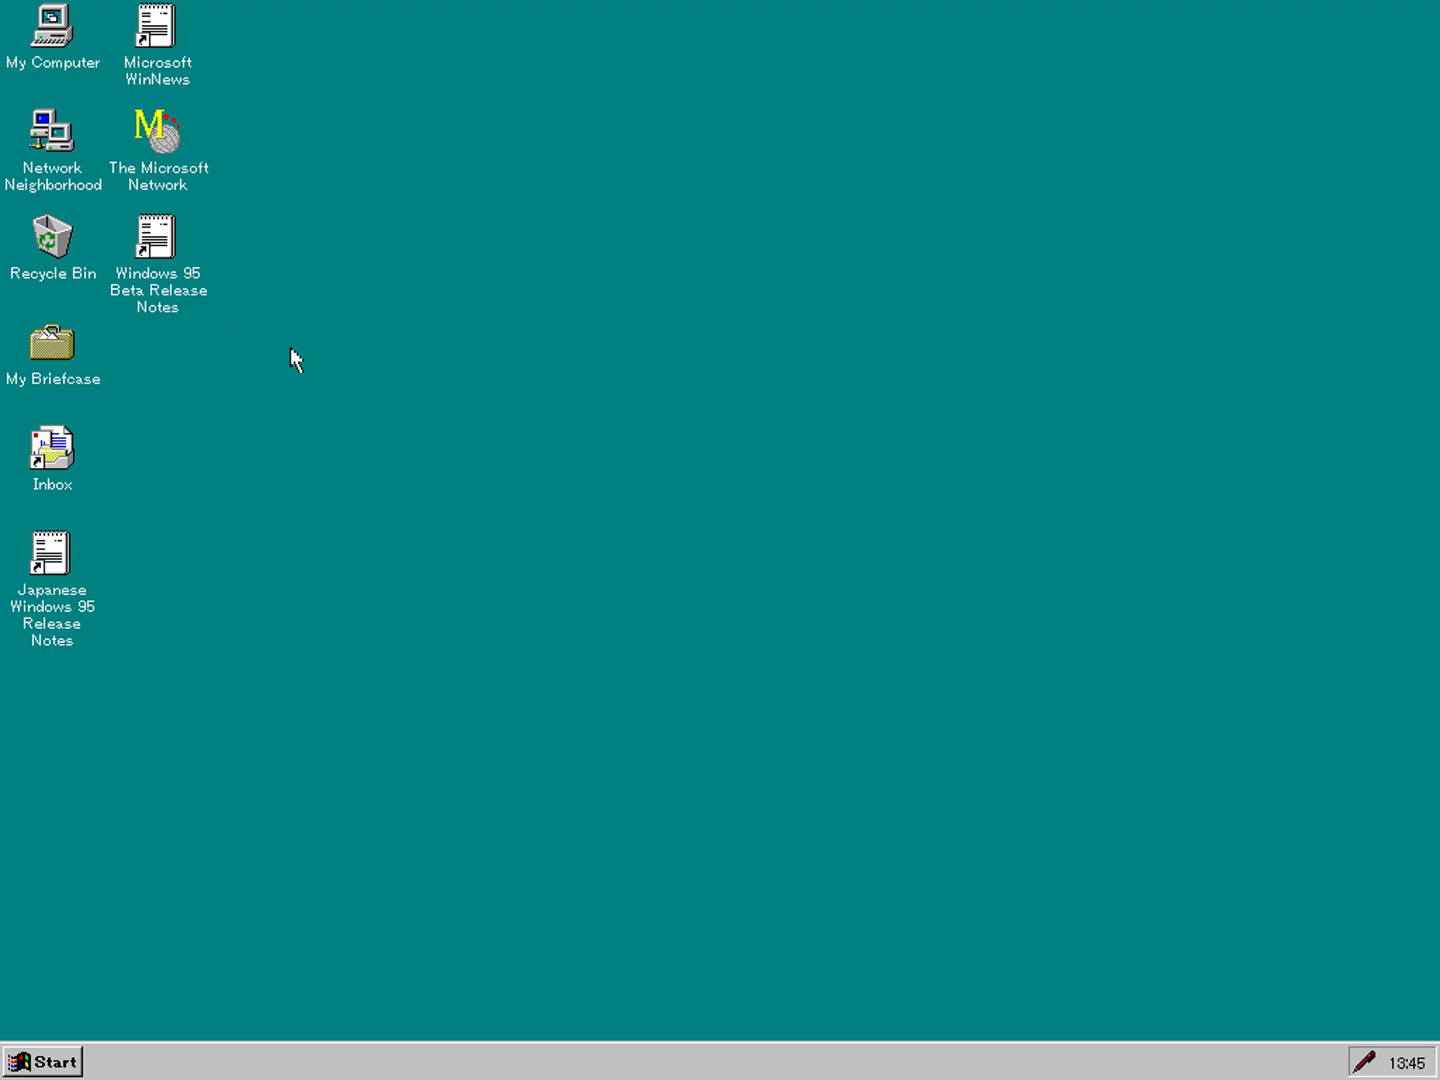 My Computer
Microsoft
WinNews
Network
Neighborhood
The Microsoft
Network
Recycle Bin
Windows 95
Beta Release
Notes
My Briefcase
Inbox
Japanese
Windows 95
Release
Notes
Start
13:45